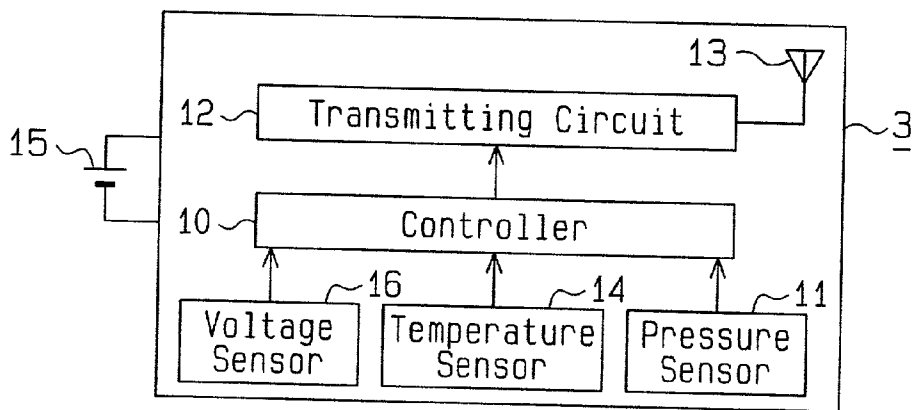 13
12
Transmitting Circuit
3
15
10
Controller
16
14
11
Voltage
Sensor
Temperature
Sensor
Pressure
Sensor